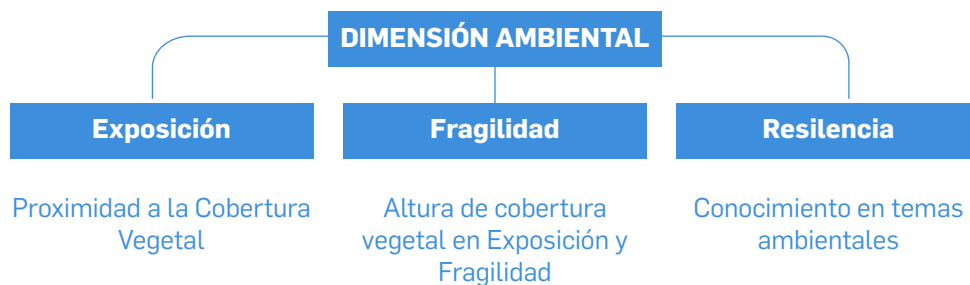 DIMENSIÓN AMBIENTAL
Exposición
Fragilidad
Resilencia
Proximidad a la Cobertura
Vegetal
Altura de cobertura
vegetal en Exposición y
Fragilidad
Conocimiento en temas
ambientales